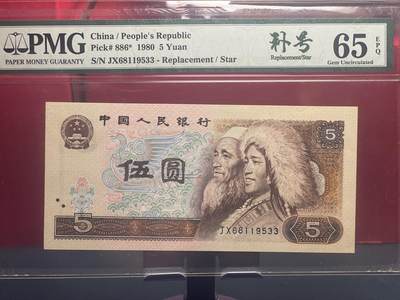 PMG
PAPER MONEY GUARANTY
China / People's Republic
Pick# 886* 1980 5 Yuan
S/N JX68119533 - Replacement / Star
补号
Replacement/Star
65 EPQ
Gem Uncirculated
中国人民银行
5
伍圆
5
JX68119533
5